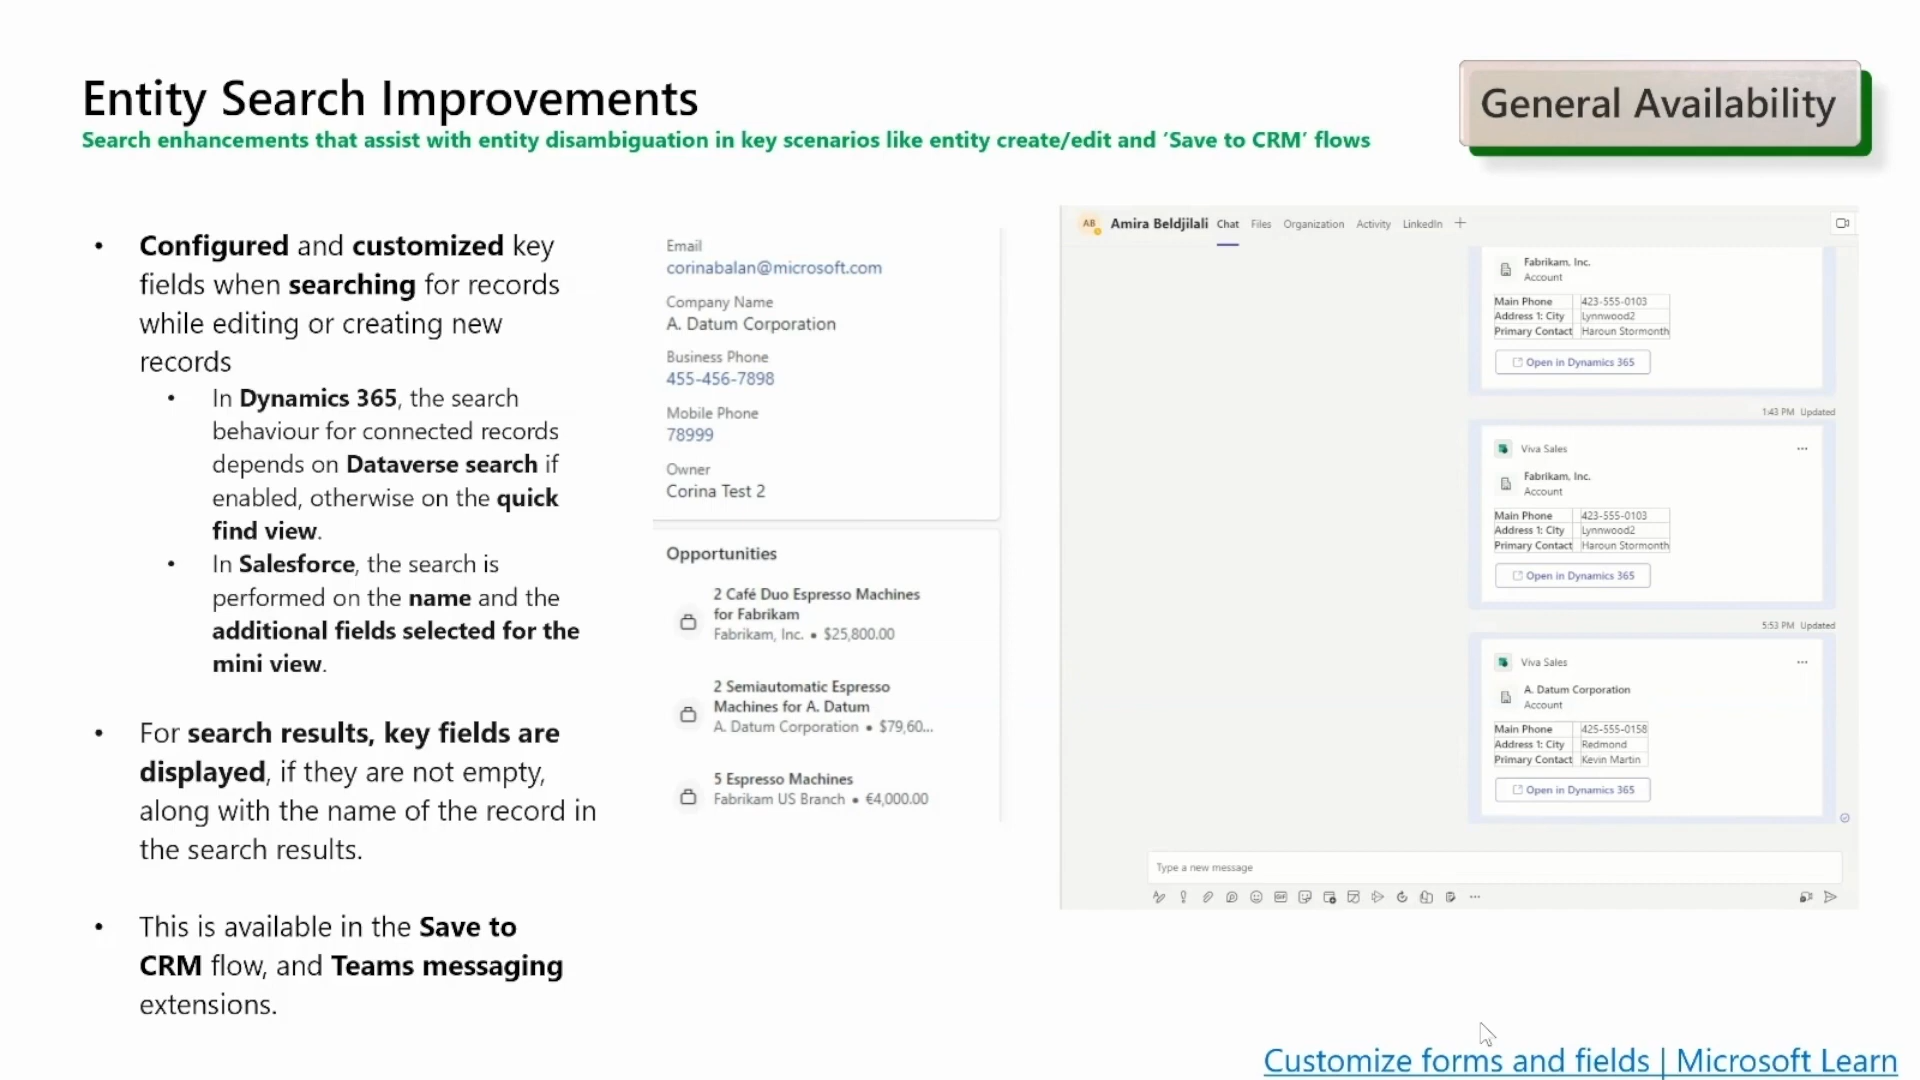 Entity Search Improvements
Search enhancements that assist with entity disambiguation in key scenarios like entity create/edit and ‘Save to CRM’ flows
General Availability
• Configured and customized key
fields when searching for records
while editing or creating new
records
• In Dynamics 365, the search
behaviour for connected records
depends on Dataverse search if
enabled, otherwise on the quick
find view.
• In Salesforce, the search is
performed on the name and the
additional fields selected for the
mini view.
• For search results, key fields are
displayed, if they are not empty,
along with the name of the record in
the search results.
• This is available in the Save to
CRM flow, and Teams messaging
extensions.
Email
corinabalan@microsoft.com
Company Name
A. Datum Corporation
Business Phone
455-456-7898
Mobile Phone
78999
Owner
Corina Test 2
Opportunities
2 Café Duo Espresso Machines
for Fabrikam
Fabrikam, Inc. • $25,800.00
2 Semiautomatic Espresso
Machines for A. Datum
A. Datum Corporation • $79,60...
5 Espresso Machines
Fabrikam US Branch • €4,000.00
AB Amira Beldjilali Chat Files Organization Activity LinkedIn +
Fabrikam, Inc.
Account
Main Phone 423-555-0103
Address 1: City Lynnwood2
Primary Contact Haroun Stormonth
Open in Dynamics 365
1:43 PM Updated
Viva Sales ...
Fabrikam, Inc.
Account
Main Phone 423-555-0103
Address 1: City Lynnwood2
Primary Contact Haroun Stormonth
Open in Dynamics 365
5:53 PM Updated
Viva Sales ...
A. Datum Corporation
Account
Main Phone 425-555-0158
Address 1: City Redmond
Primary Contact Kevin Martin
Open in Dynamics 365
Type a new message
Customize forms and fields | Microsoft Learn